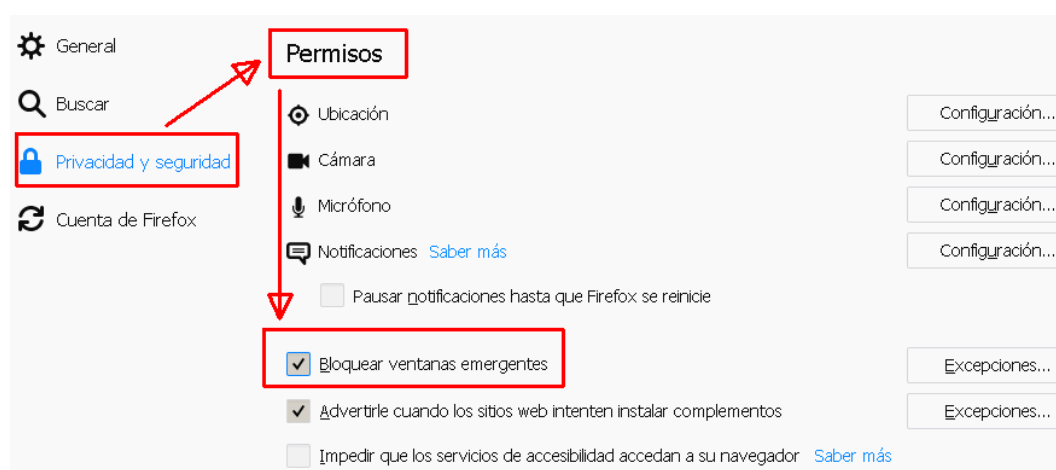 General
Buscar
Privacidad y seguridad
Cuenta de Firefox
Permisos
Ubicación Configuración...
Cámara Configuración...
Micrófono Configuración...
Notificaciones Saber más Configuración...
Pausar notificaciones hasta que Firefox se reinicie
Bloquear ventanas emergentes Excepciones...
Advertirle cuando los sitios web intenten instalar complementos Excepciones...
Impedir que los servicios de accesibilidad accedan a su navegador Saber más